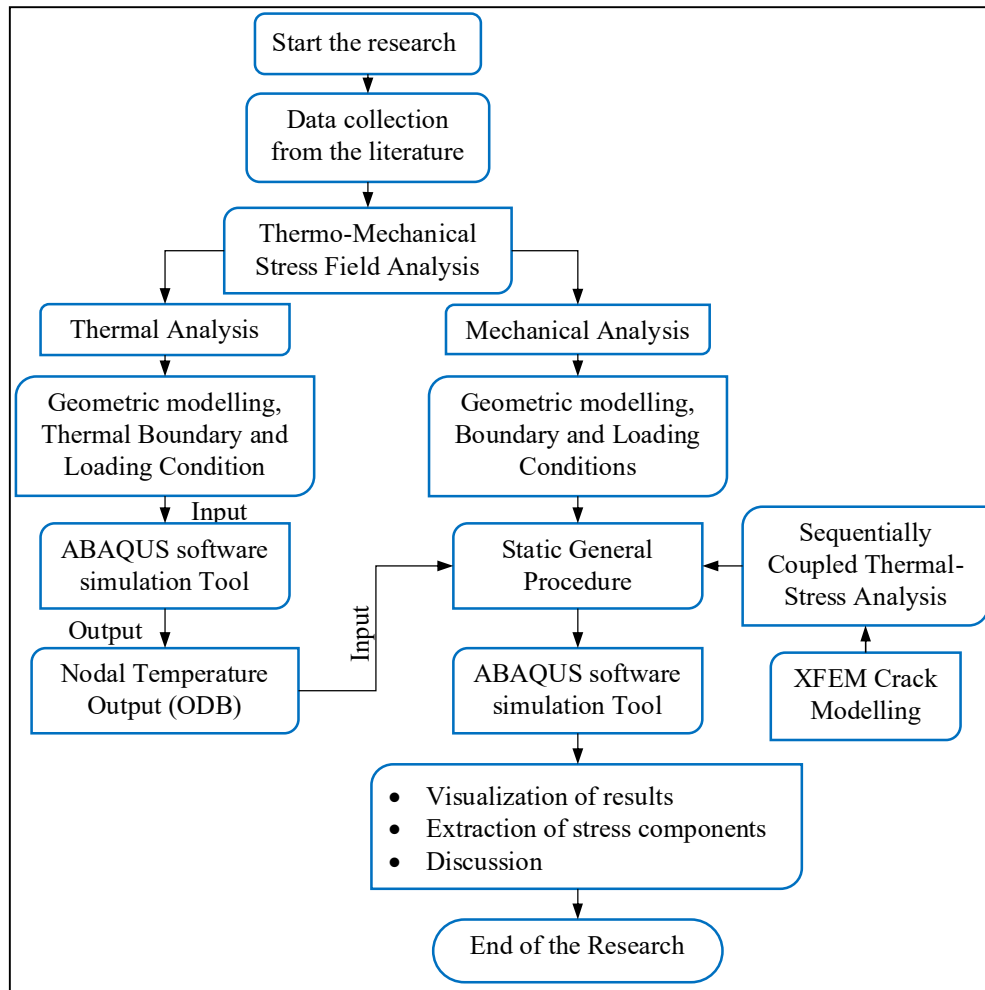 Start the research
Data collection
from the literature
Thermo-Mechanical
Stress Field Analysis
Thermal Analysis
Mechanical Analysis
Geometric modelling,
Thermal Boundary and
Loading Condition
Geometric modelling,
Boundary and Loading
Conditions
Input
ABAQUS software
simulation Tool
Static General
Procedure
Sequentially
Coupled Thermal-
Stress Analysis
Output
Input
Nodal Temperature
Output (ODB)
ABAQUS software
simulation Tool
XFEM Crack
Modelling
• Visualization of results
• Extraction of stress components
• Discussion
End of the Research